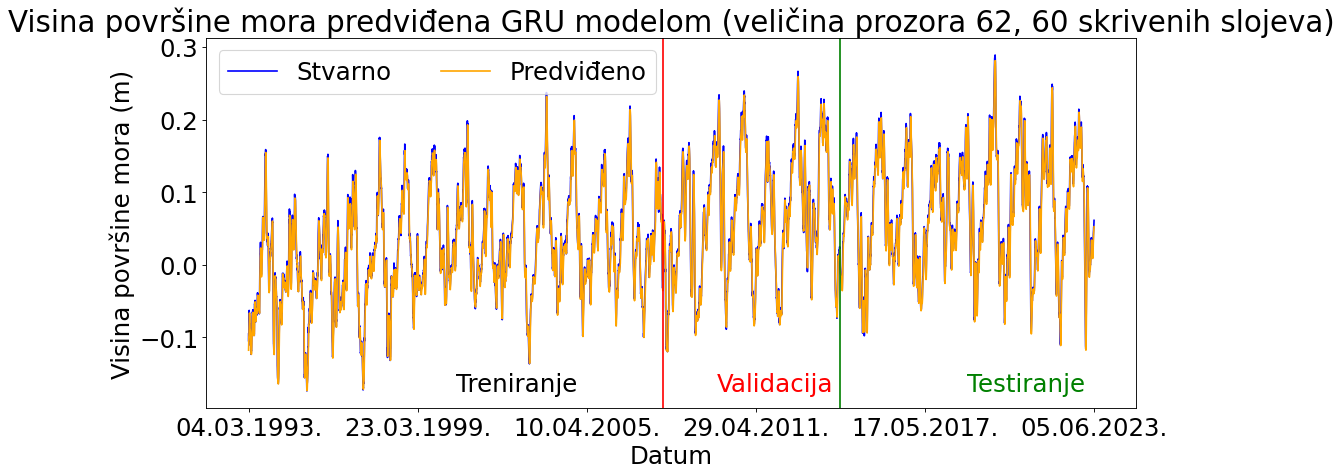 Visina površine mora predviđena GRU modelom (veličina prozora 62, 60 skrivenih slojeva)
Visina površine mora (m)
0.3
0.2
0.1
0.0
−0.1
Stvarno Predviđeno
Treniranje Validacija Testiranje
04.03.1993. 23.03.1999. 10.04.2005. 29.04.2011. 17.05.2017. 05.06.2023.
Datum